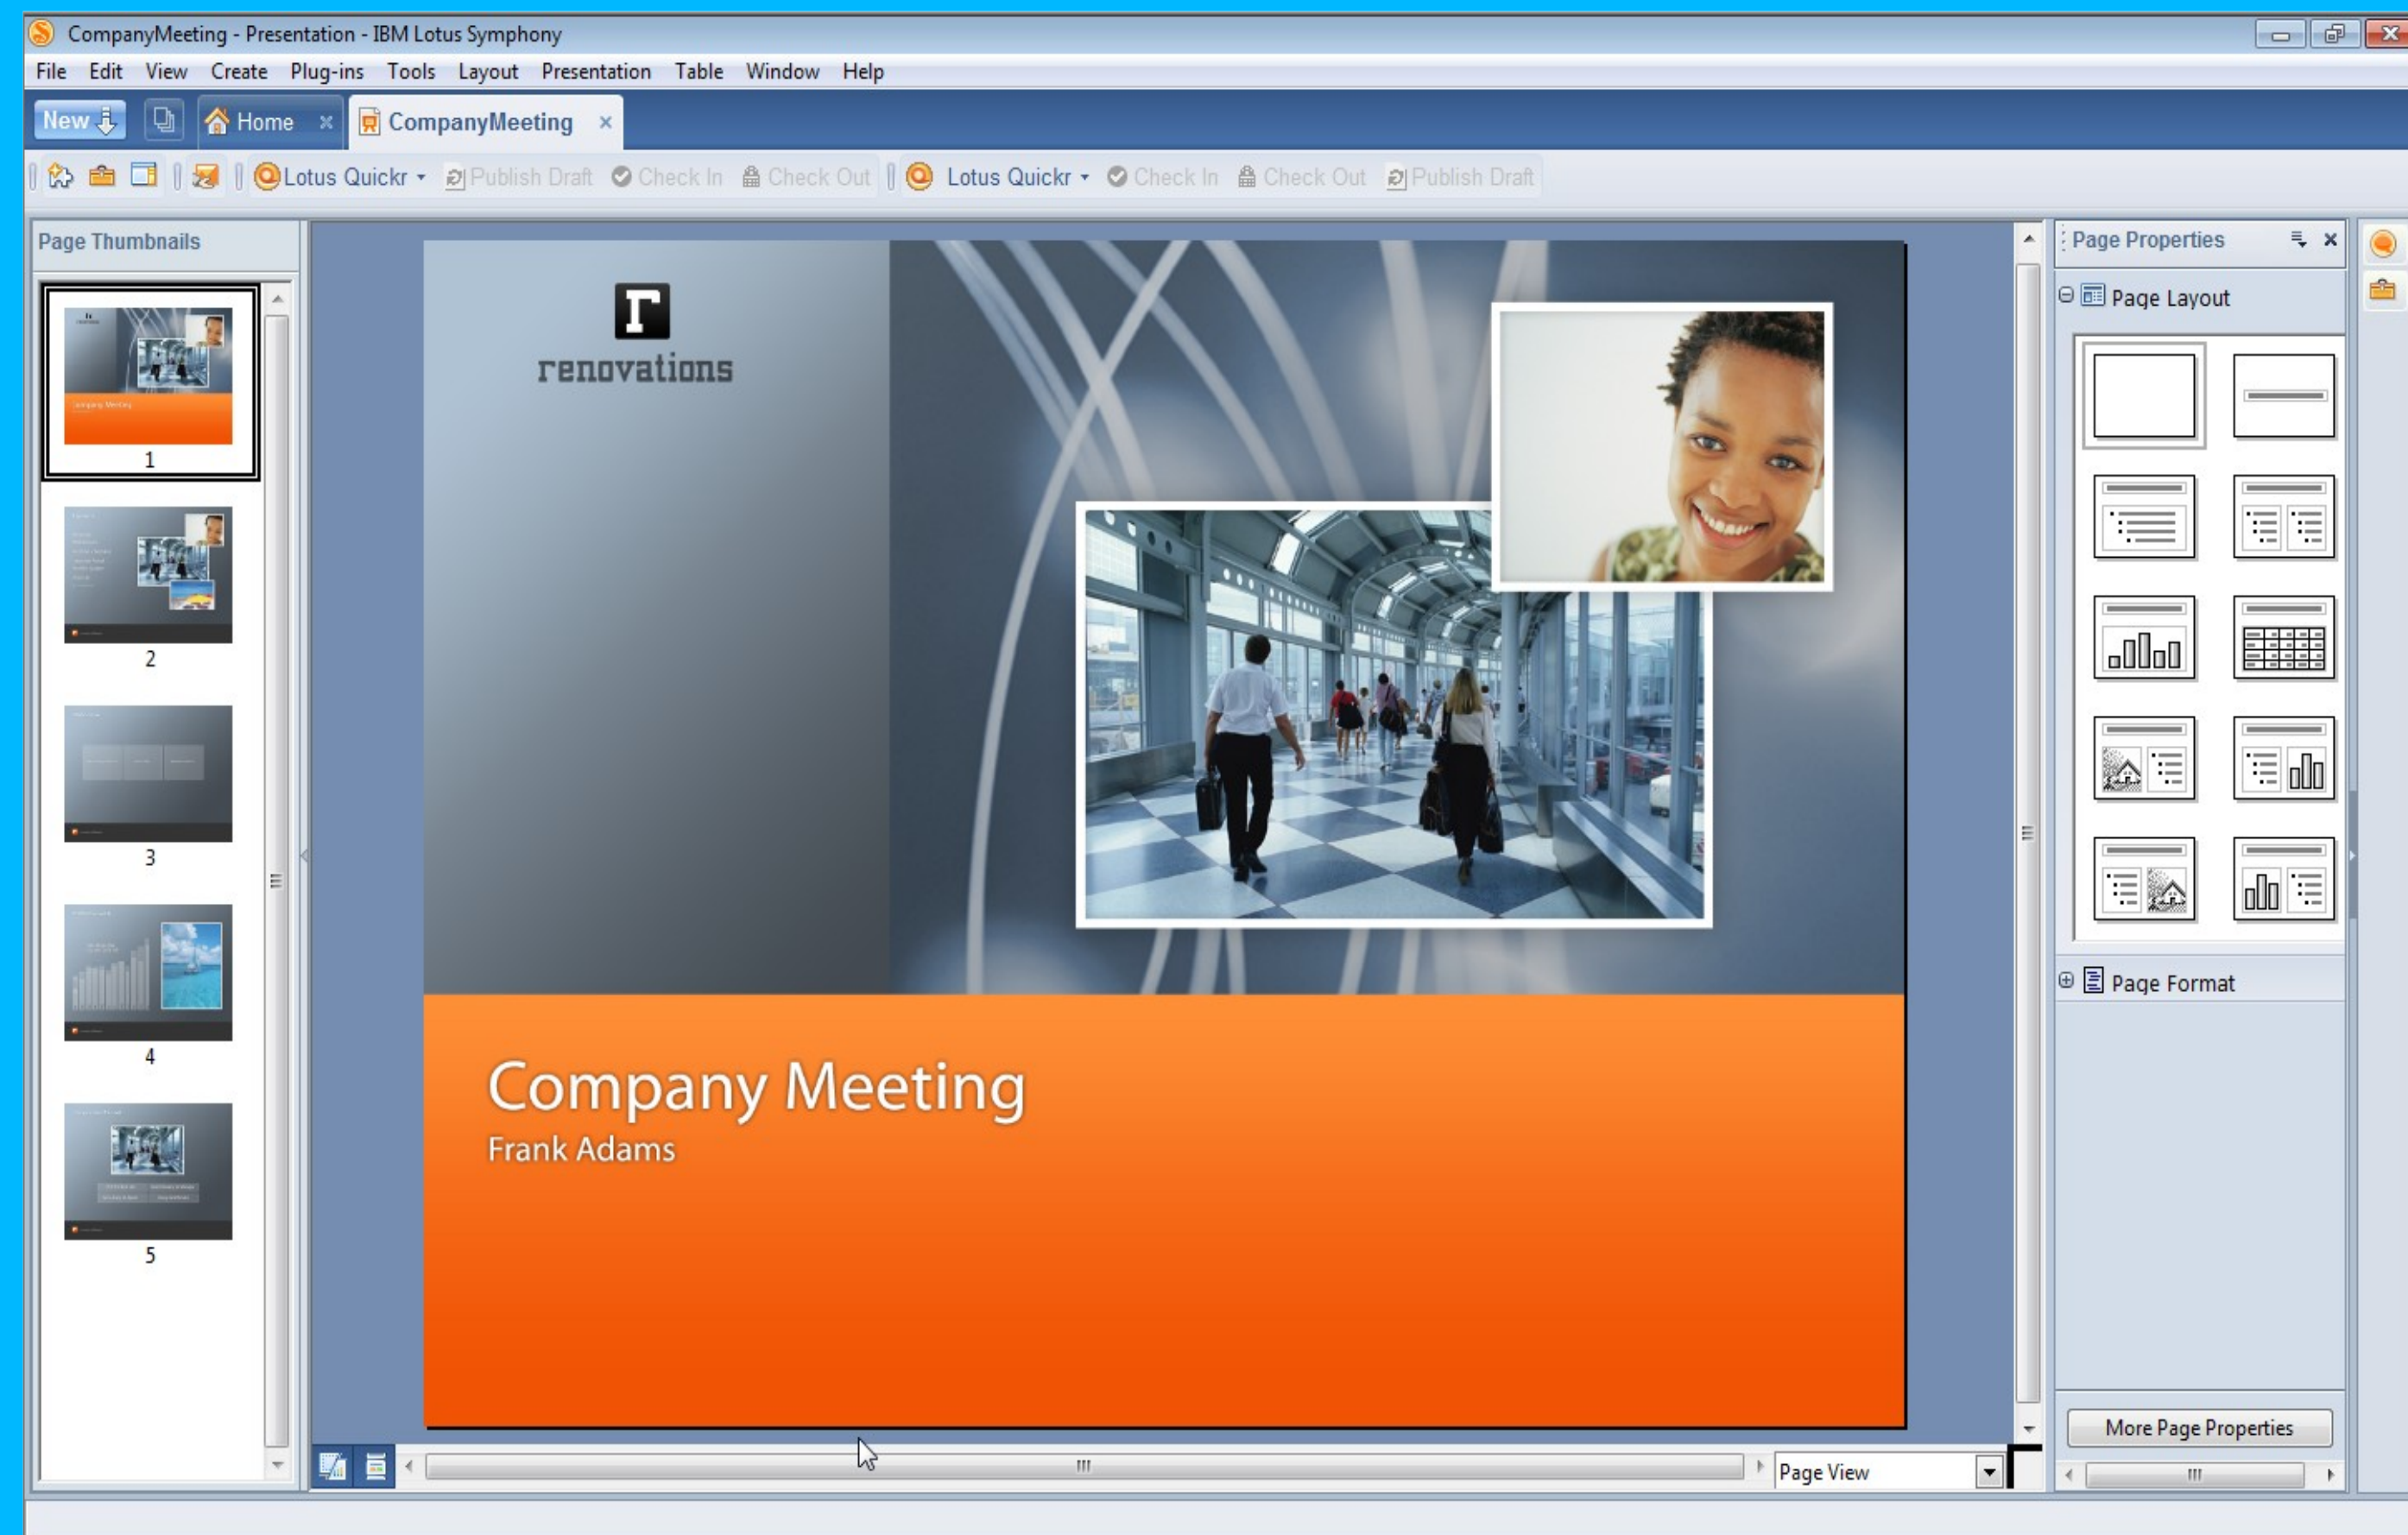 CompanyMeeting - Presentation - IBM Lotus Symphony
File Edit View Create Plug-ins Tools Layout Presentation Table Window Help
New Home CompanyMeeting
Lotus Quickr Publish Draft Check In Check Out Lotus Quickr Check In Check Out Publish Draft
Page Thumbnails
Company Meeting
1
2
3
4
5
r
renovations
Company Meeting
Frank Adams
Page View
Page Properties
Page Layout
Page Format
More Page Properties